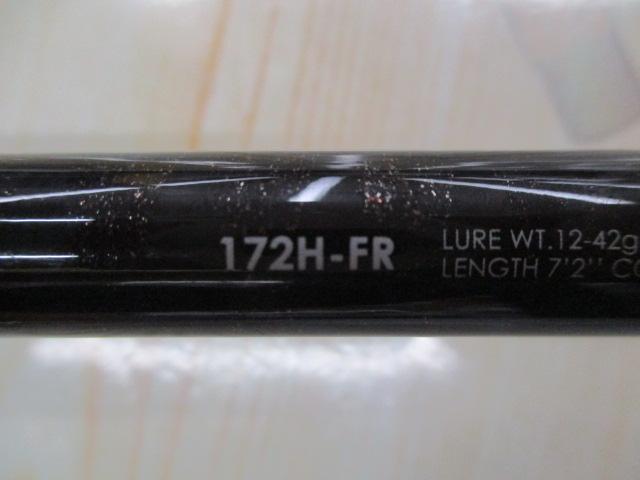 172H-FR
LURE WT.12-42g
LENGTH 7'2''